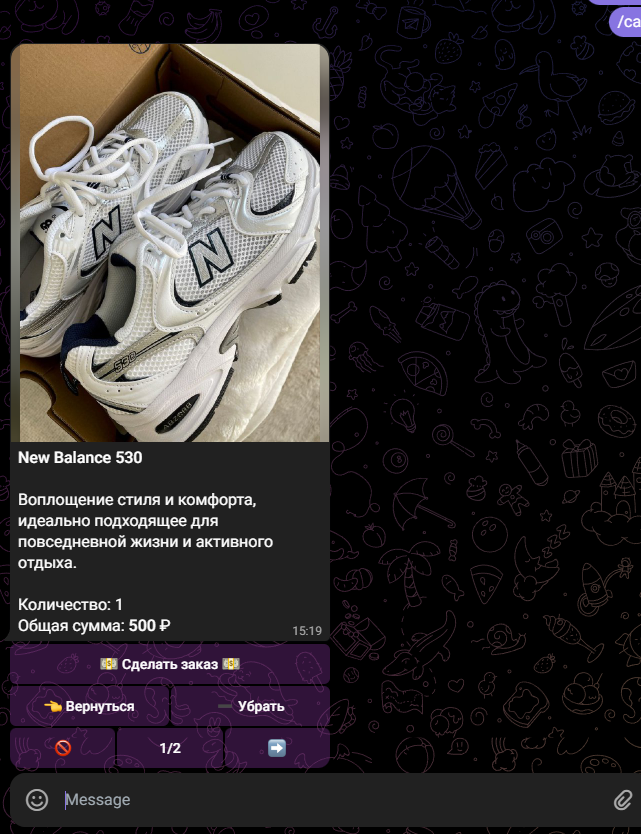 /ca
N
N
530
New Balance 530
Воплощение стиля и комфорта,
идеально подходящее для
повседневной жизни и активного
отдыха.
Количество: 1
Общая сумма: 500 ₽
15:19
💵 Сделать заказ 💵
👈 Вернуться
➖ Убрать
🚫
1/2
➡️
Message